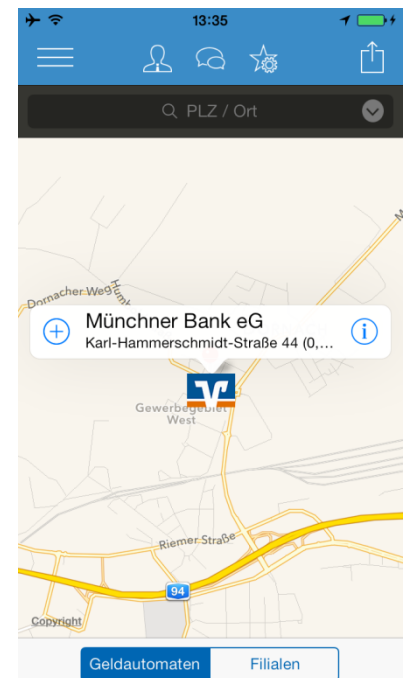 13:35
PLZ / Ort
M
Dornacher Weg
Humb
Münchner Bank eG
Karl-Hammerschmidt-Straße 44 (0,...
Gewerbegebiet
West
Riemer Straße
94
Copyright
Geldautomaten
Filialen